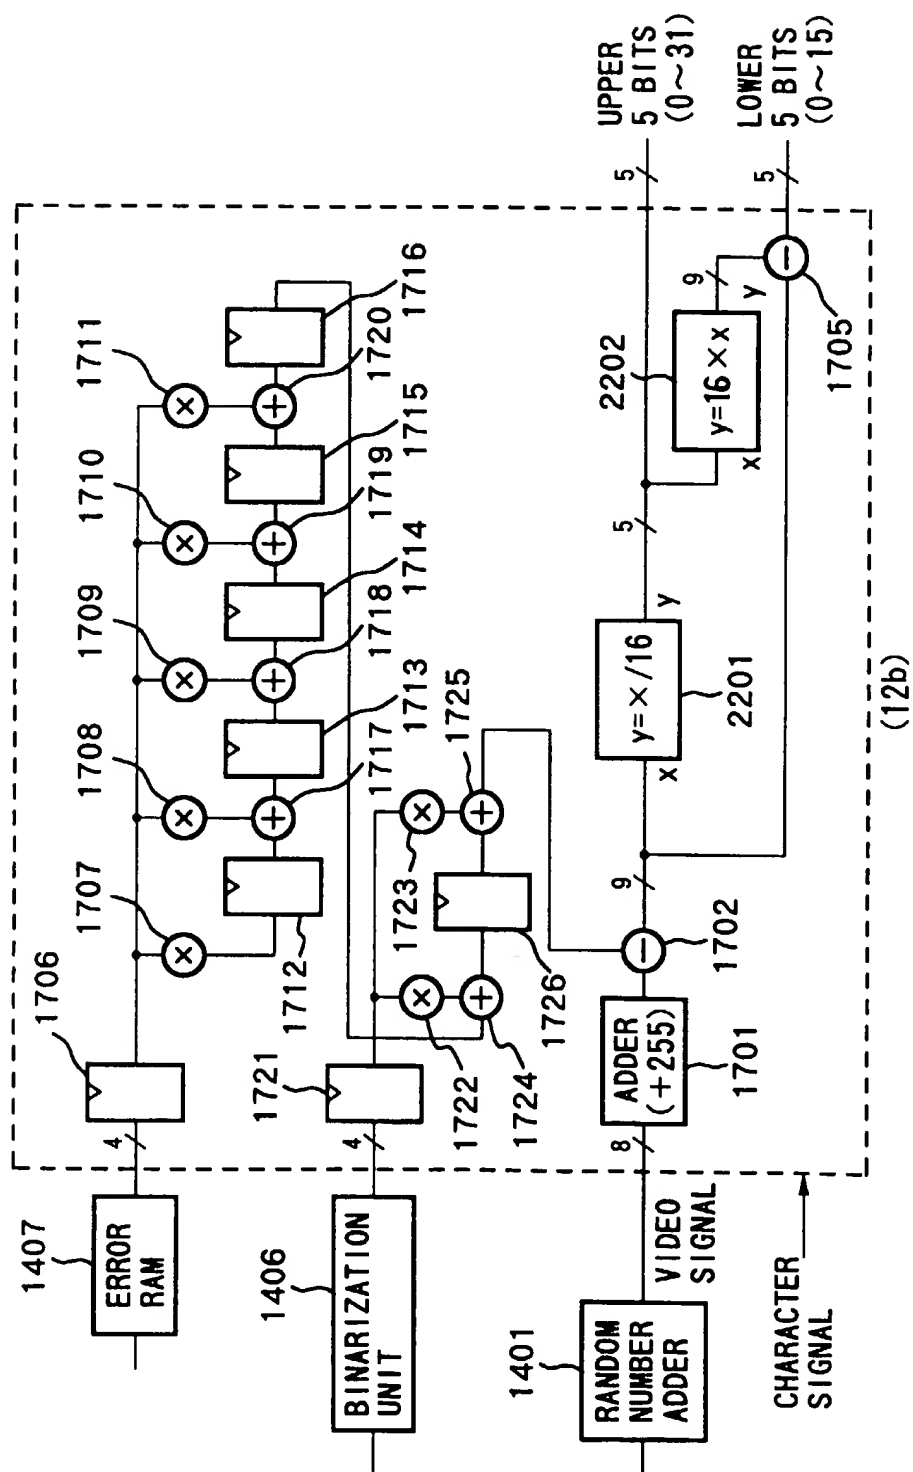 1407
ERROR
RAM
4
1706
1707
1708
1709
1710
1711
×
×
×
×
×
+
+
+
+
1712
1717
1713
1718
1714
1719
1715
1720
1716
1406
BINARIZATION
UNIT
4
1721
1722
×
1723
×
1725
+
+
1724
1726
1401
RANDOM
NUMBER
ADDER
VIDEO
SIGNAL
8
ADDER
(+255)
1701
−
1702
9
x
y=×/16
y
2201
5
2202
x
y=16×x
y
9
−
1705
5
UPPER
5 BITS
(0~31)
5
LOWER
5 BITS
(0~15)
CHARACTER
SIGNAL
(12b)